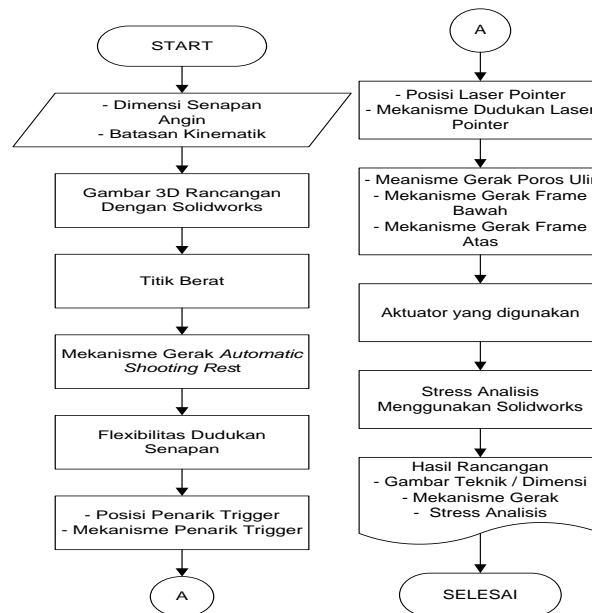 START
- Dimensi Senapan
Angin
- Batasan Kinematik
Gambar 3D Rancangan
Dengan Solidworks
Titik Berat
Mekanisme Gerak Automatic
Shooting Rest
Flexibilitas Dudukan
Senapan
- Posisi Penarik Trigger
- Mekanisme Penarik Trigger
A
A
- Posisi Laser Pointer
- Mekanisme Dudukan Laser
Pointer
- Meanisme Gerak Poros Ulir
- Mekanisme Gerak Frame
Bawah
- Mekanisme Gerak Frame
Atas
Aktuator yang digunakan
Stress Analisis
Menggunakan Solidworks
Hasil Rancangan
- Gambar Teknik / Dimensi
- Mekanisme Gerak
- Stress Analisis
SELESAI